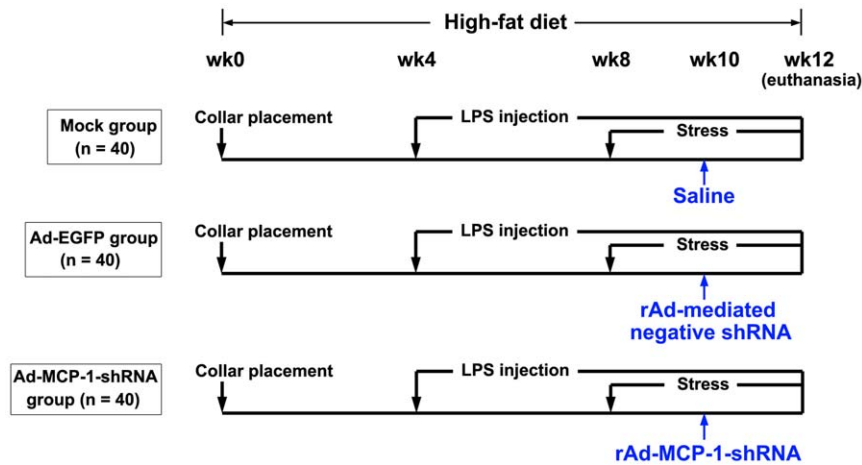 High-fat diet
wk0 wk4 wk8 wk10 wk12
(euthanasia)
Mock group
(n = 40)
Collar placement
LPS injection
Stress
Saline
Ad-EGFP group
(n = 40)
Collar placement
LPS injection
Stress
rAd-mediated
negative shRNA
Ad-MCP-1-shRNA
group (n = 40)
Collar placement
LPS injection
Stress
rAd-MCP-1-shRNA